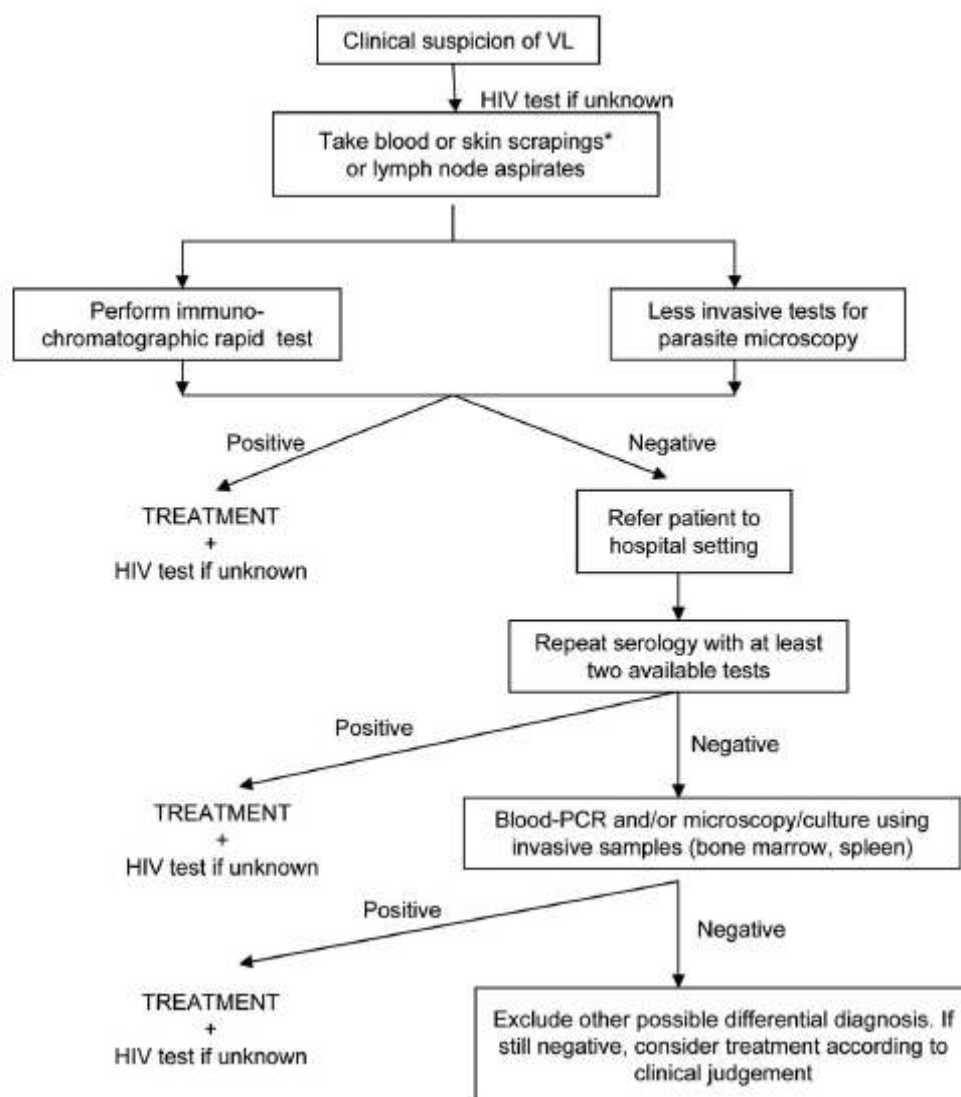 Clinical suspicion of VL
HIV test if unknown
Take blood or skin scrapings*
or lymph node aspirates
Perform immuno-
chromatographic rapid test
Less invasive tests for
parasite microscopy
Positive
Negative
TREATMENT
+
HIV test if unknown
Refer patient to
hospital setting
Repeat serology with at least
two available tests
Positive
Negative
TREATMENT
+
HIV test if unknown
Blood-PCR and/or microscopy/culture using
invasive samples (bone marrow, spleen)
Positive
Negative
TREATMENT
+
HIV test if unknown
Exclude other possible differential diagnosis. If
still negative, consider treatment according to
clinical judgement